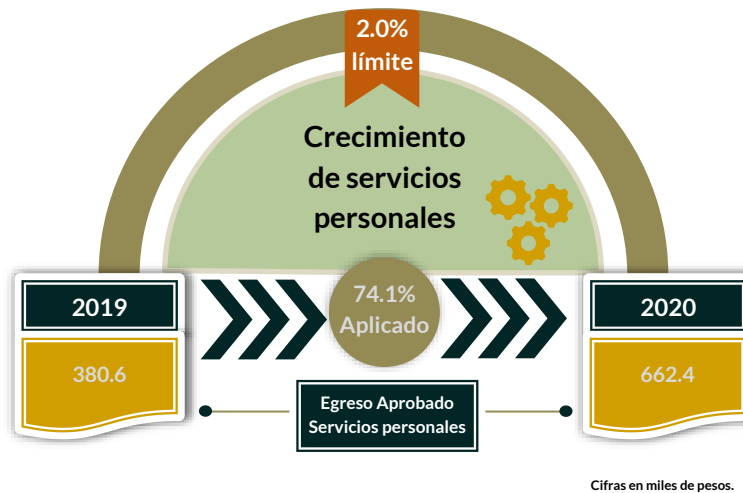 2.0%
límite
Crecimiento
de servicios
personales
2019
74.1%
Aplicado
2020
380.6
662.4
Egreso Aprobado
Servicios personales
Cifras en miles de pesos.